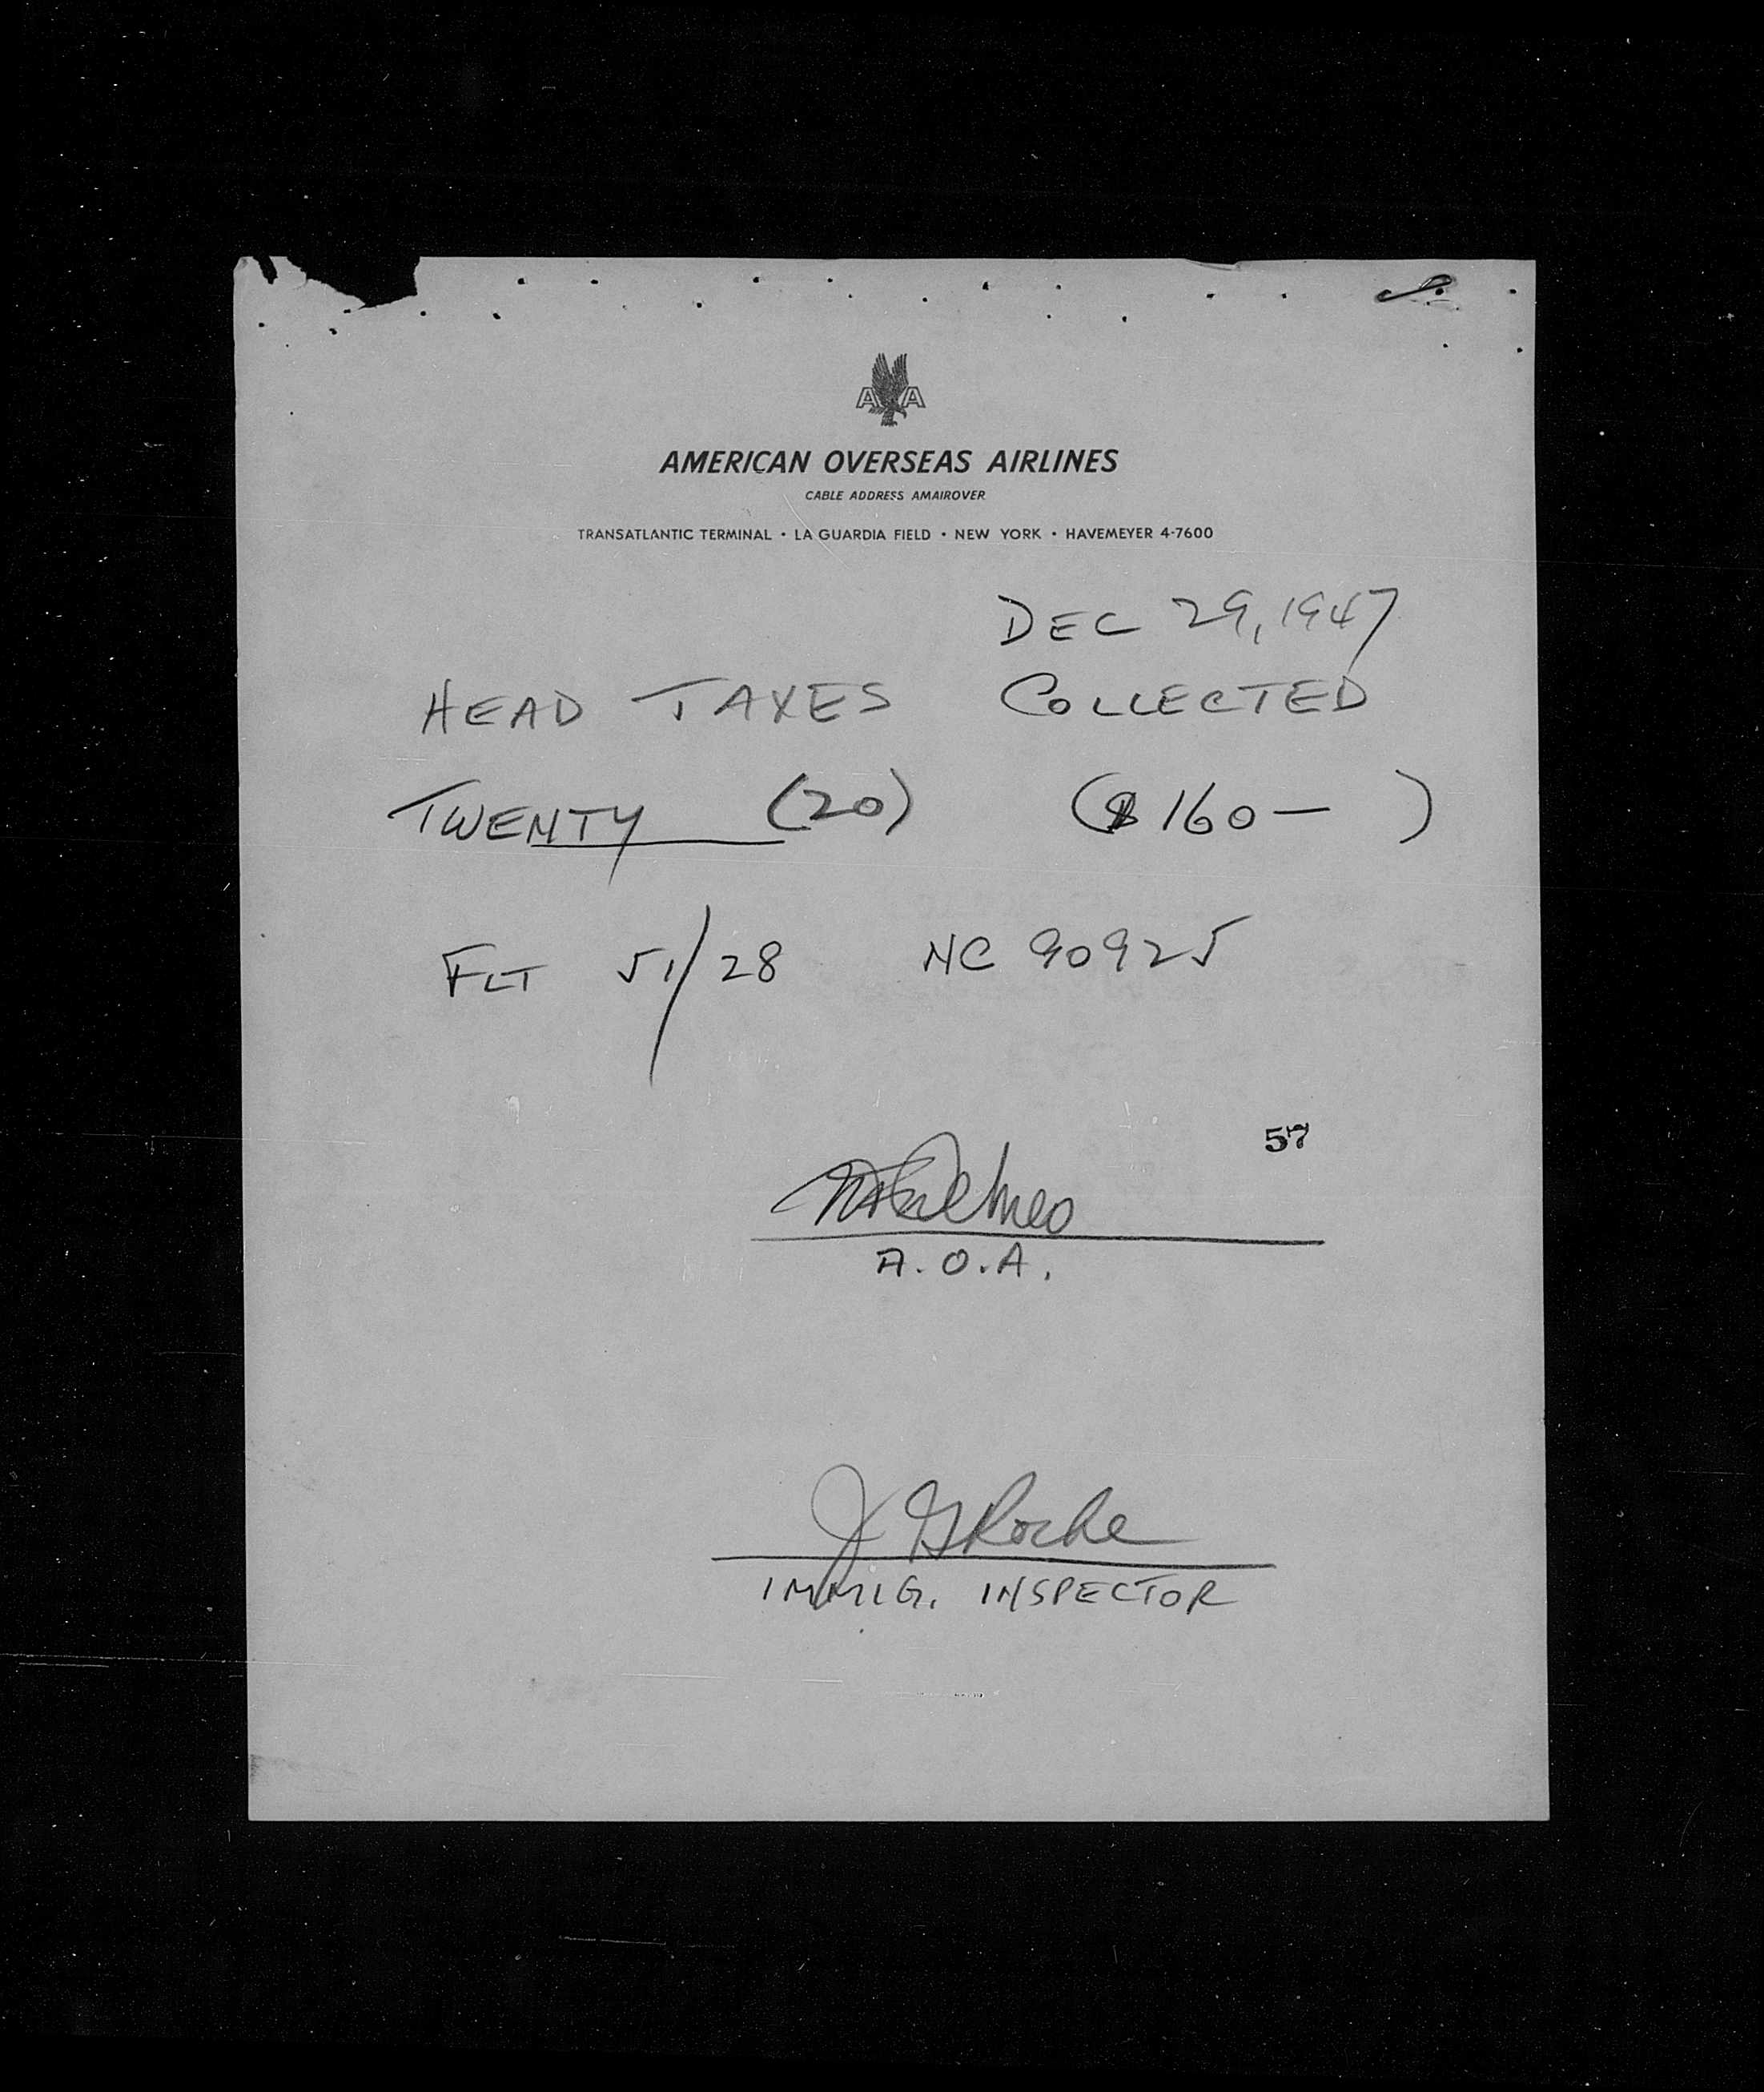 A A
AMERICAN OVERSEAS AIRLINES
CABLE ADDRESS AMAIROVER
TRANSATLANTIC TERMINAL • LA GUARDIA FIELD • NEW YORK • HAVEMEYER 4-7600
DEC 29, 1947
HEAD TAXES COLLECTED
TWENTY (20) ($160— )
FLT 51/28 NC 90925
57
A.O.A.
J G Roche
IMMIG. INSPECTOR